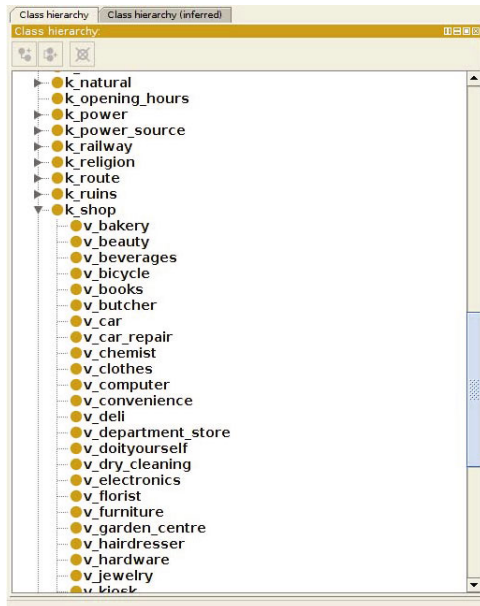 Class hierarchy Class hierarchy (inferred)
Class hierarchy:
k_natural
k_opening_hours
k_power
k_power_source
k_railway
k_religion
k_route
k_ruins
k_shop
v_bakery
v_beauty
v_beverages
v_bicycle
v_books
v_butcher
v_car
v_car_repair
v_chemist
v_clothes
v_computer
v_convenience
v_deli
v_department_store
v_doityourself
v_dry_cleaning
v_electronics
v_florist
v_furniture
v_garden_centre
v_hairdresser
v_hardware
v_jewelry
v_kiosk